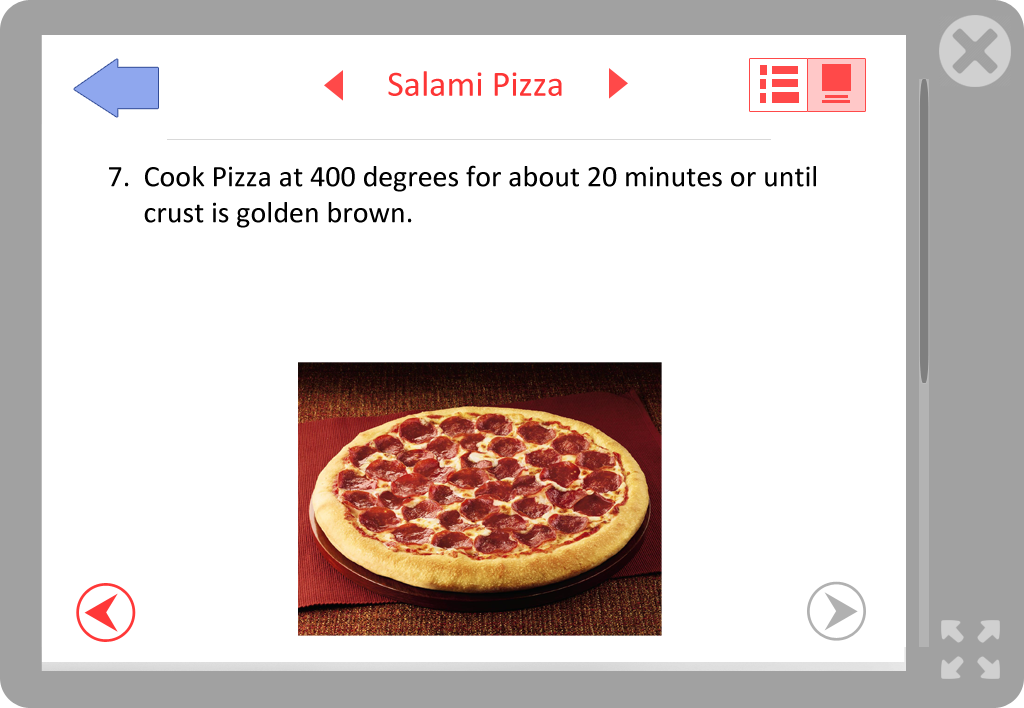 Salami Pizza
7. Cook Pizza at 400 degrees for about 20 minutes or until
crust is golden brown.